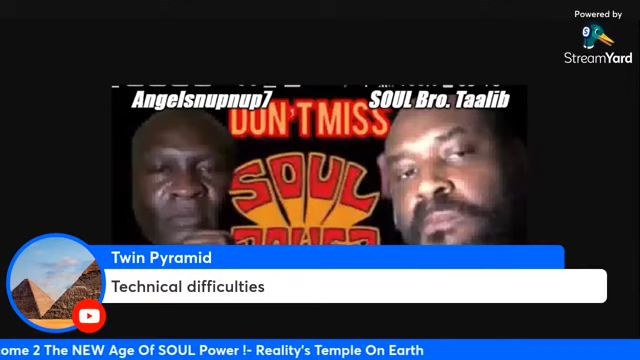 Powered by
StreamYard
Angelsnupnup7
SOUL Bro. Taalib
DON'T MISS
SOUL
POWER
Twin Pyramid
Technical difficulties
ome 2 The NEW Age Of SOUL Power !- Reality's Temple On Earth